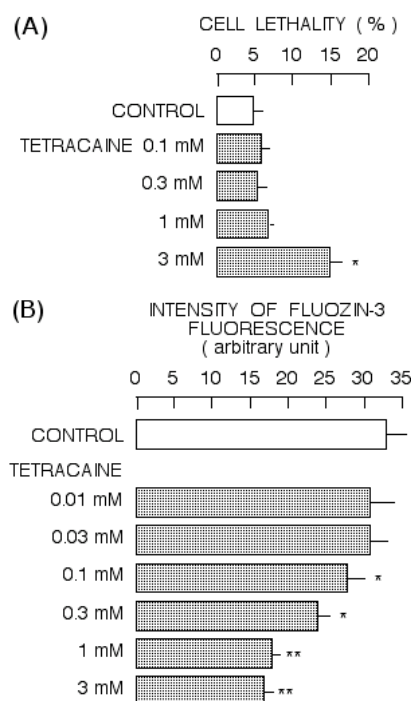 (A)
CELL LETHALITY ( % )
0 5 10 15 20
CONTROL
TETRACAINE 0.1 mM
0.3 mM
1 mM
3 mM *
(B)
INTENSITY OF FLUOZIN-3
FLUORESCENCE
( arbitrary unit )
0 5 10 15 20 25 30 35
CONTROL
TETRACAINE
0.01 mM
0.03 mM
0.1 mM *
0.3 mM *
1 mM **
3 mM **